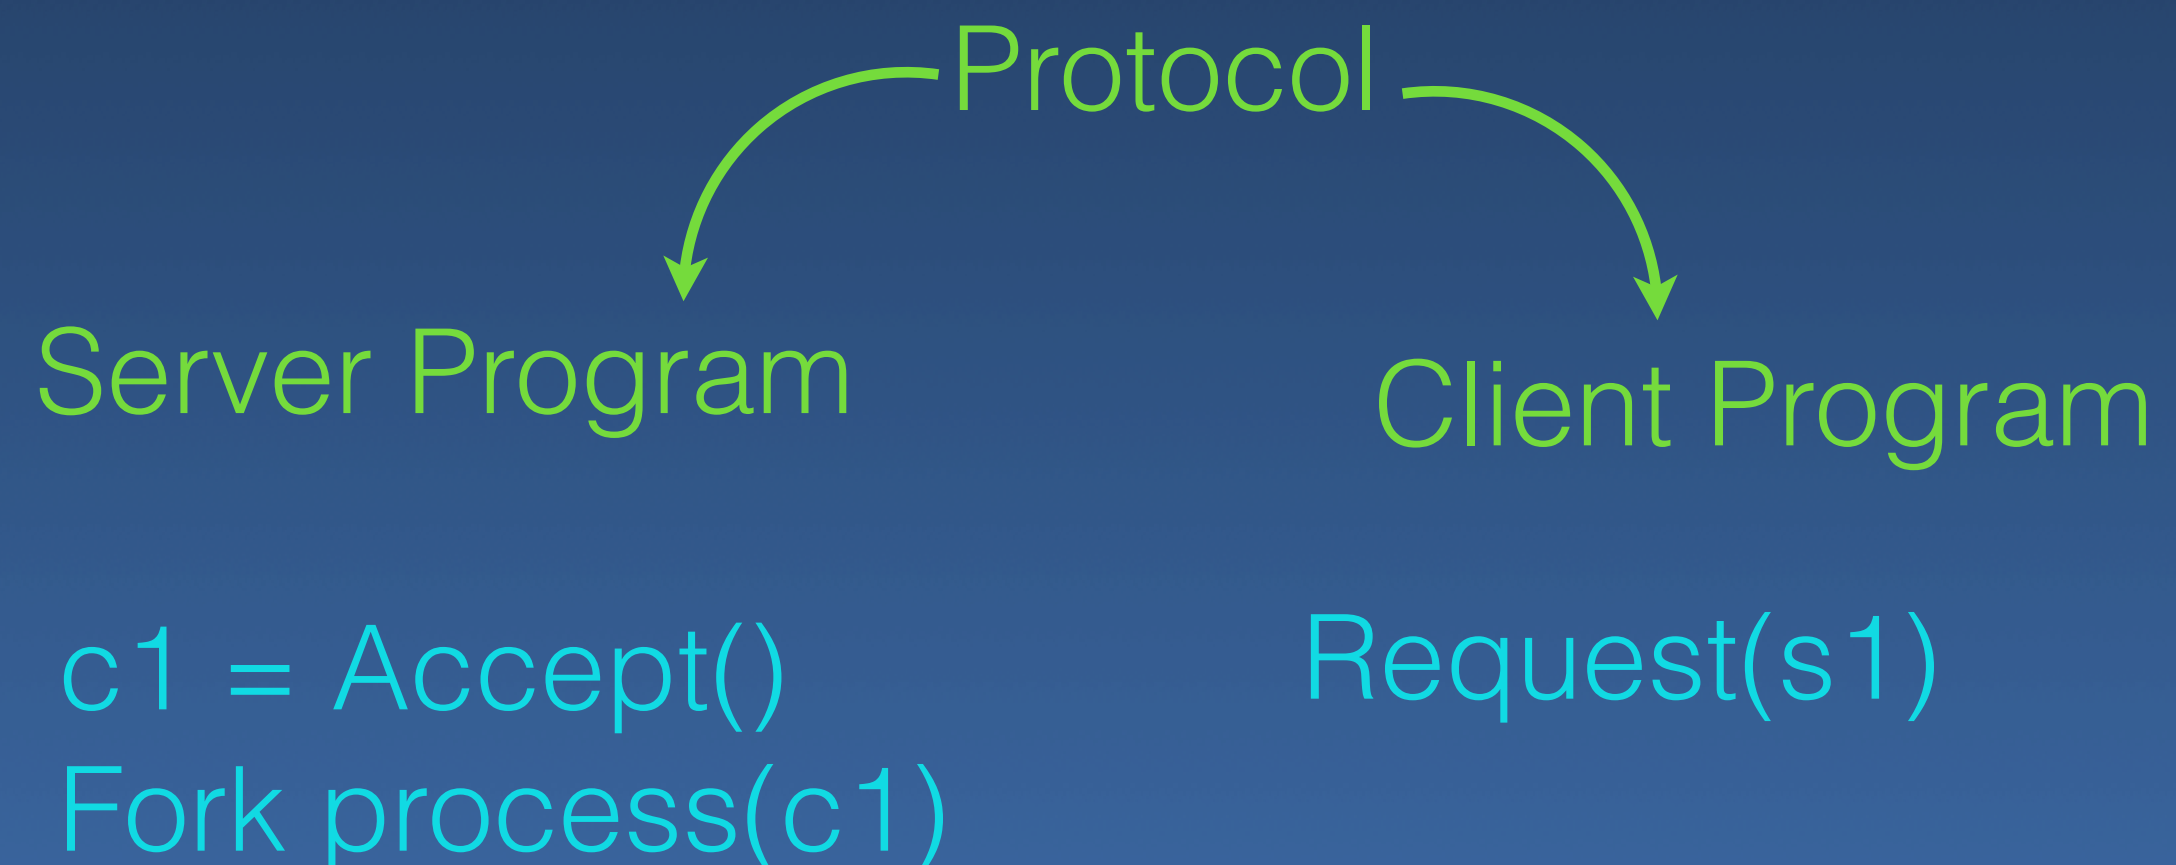 Protocol
Server Program
Client Program
c1 = Accept()
Request(s1)
Fork process(c1)